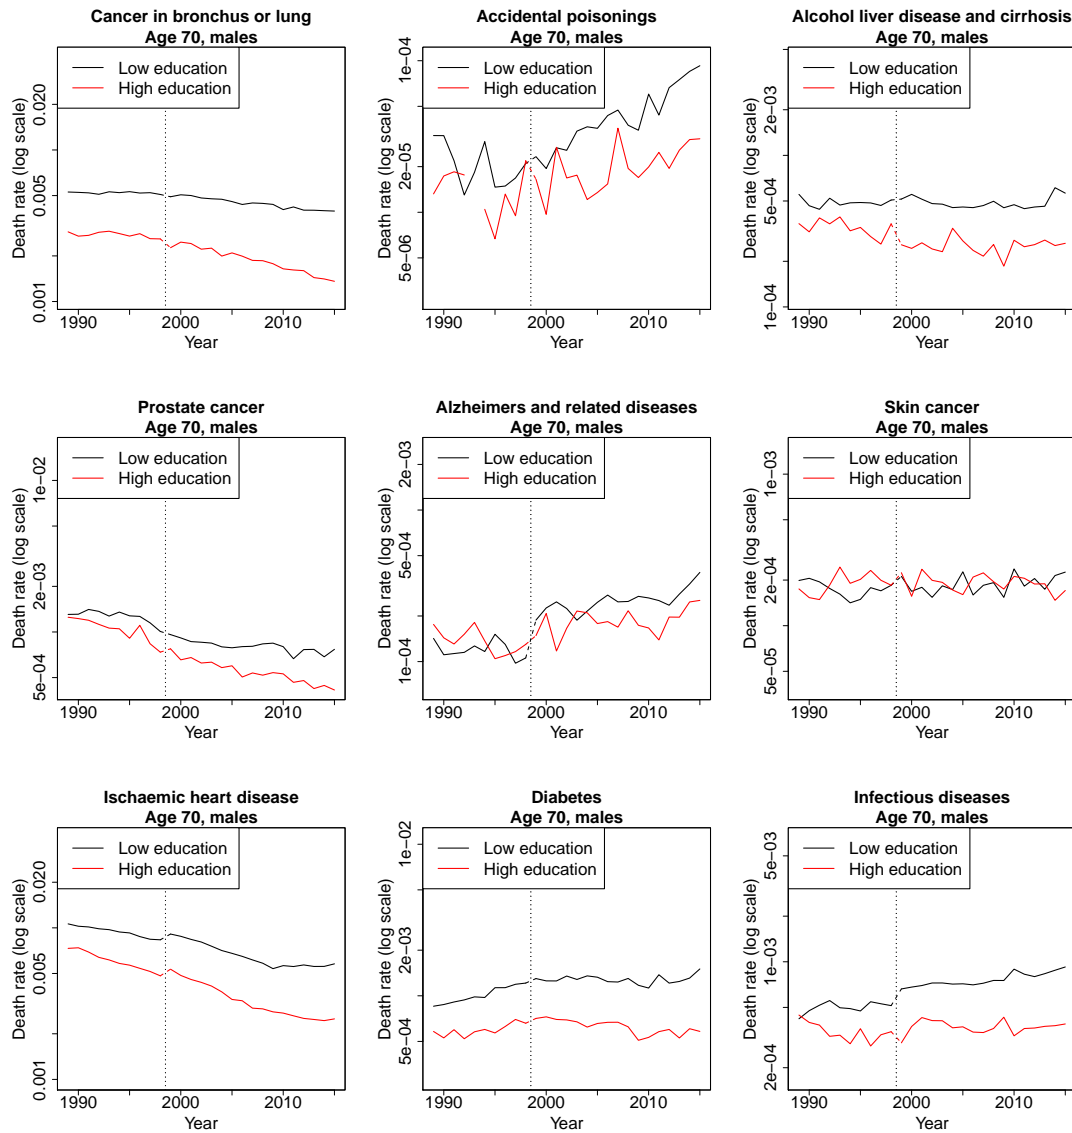 Cancer in bronchus or lung
Age 70, males
Low education
High education
Death rate (log scale)
0.020
0.005
0.001
1990 2000 2010
Year
Accidental poisonings
Age 70, males
Low education
High education
Death rate (log scale)
1e−04
2e−05
5e−06
1990 2000 2010
Year
Alcohol liver disease and cirrhosis
Age 70, males
Low education
High education
Death rate (log scale)
2e−03
5e−04
1e−04
1990 2000 2010
Year
Prostate cancer
Age 70, males
Low education
High education
Death rate (log scale)
1e−02
2e−03
5e−04
1990 2000 2010
Year
Alzheimers and related diseases
Age 70, males
Low education
High education
Death rate (log scale)
2e−03
5e−04
1e−04
1990 2000 2010
Year
Skin cancer
Age 70, males
Low education
High education
Death rate (log scale)
1e−03
2e−04
5e−05
1990 2000 2010
Year
Ischaemic heart disease
Age 70, males
Low education
High education
Death rate (log scale)
0.020
0.005
0.001
1990 2000 2010
Year
Diabetes
Age 70, males
Low education
High education
Death rate (log scale)
1e−02
2e−03
5e−04
1990 2000 2010
Year
Infectious diseases
Age 70, males
Low education
High education
Death rate (log scale)
5e−03
1e−03
2e−04
1990 2000 2010
Year